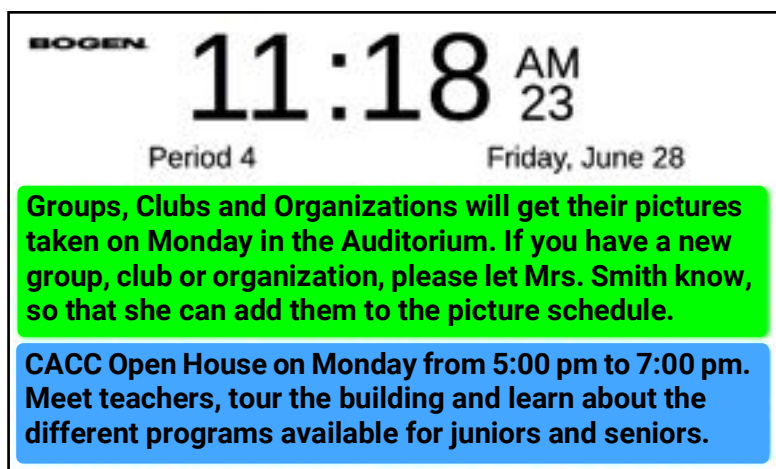 BOGEN
11:18 AM
23
Period 4 Friday, June 28
Groups, Clubs and Organizations will get their pictures
taken on Monday in the Auditorium. If you have a new
group, club or organization, please let Mrs. Smith know,
so that she can add them to the picture schedule.
CACC Open House on Monday from 5:00 pm to 7:00 pm.
Meet teachers, tour the building and learn about the
different programs available for juniors and seniors.